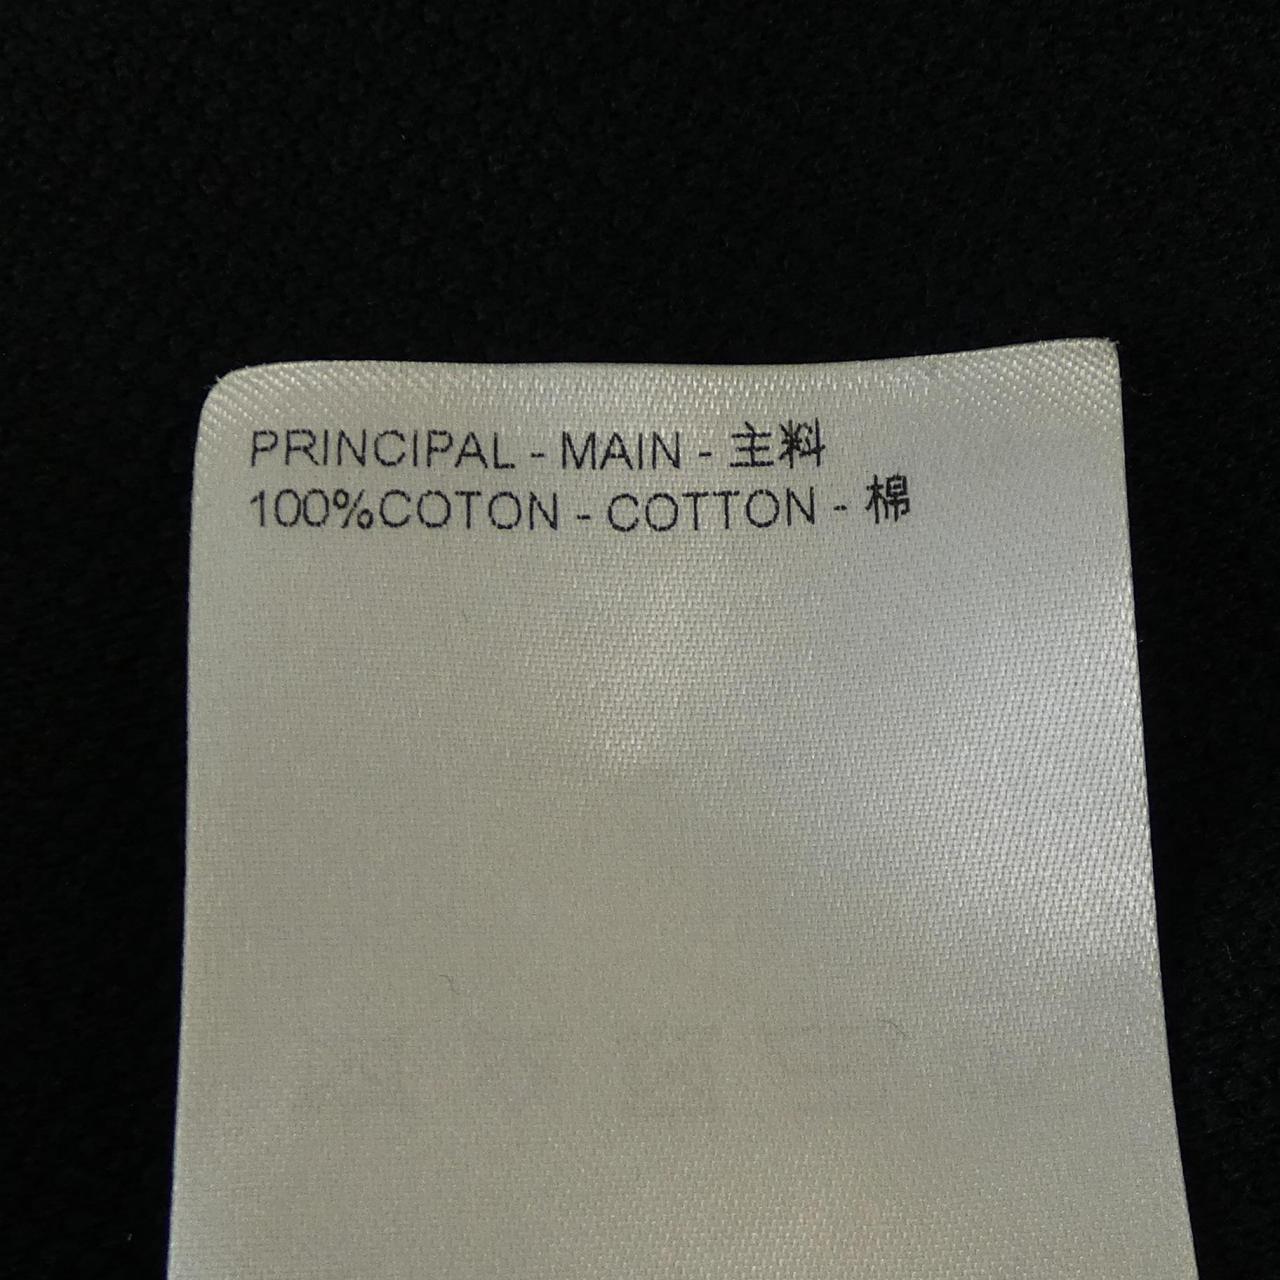 PRINCIPAL - MAIN - 主料
100%COTON - COTTON - 棉